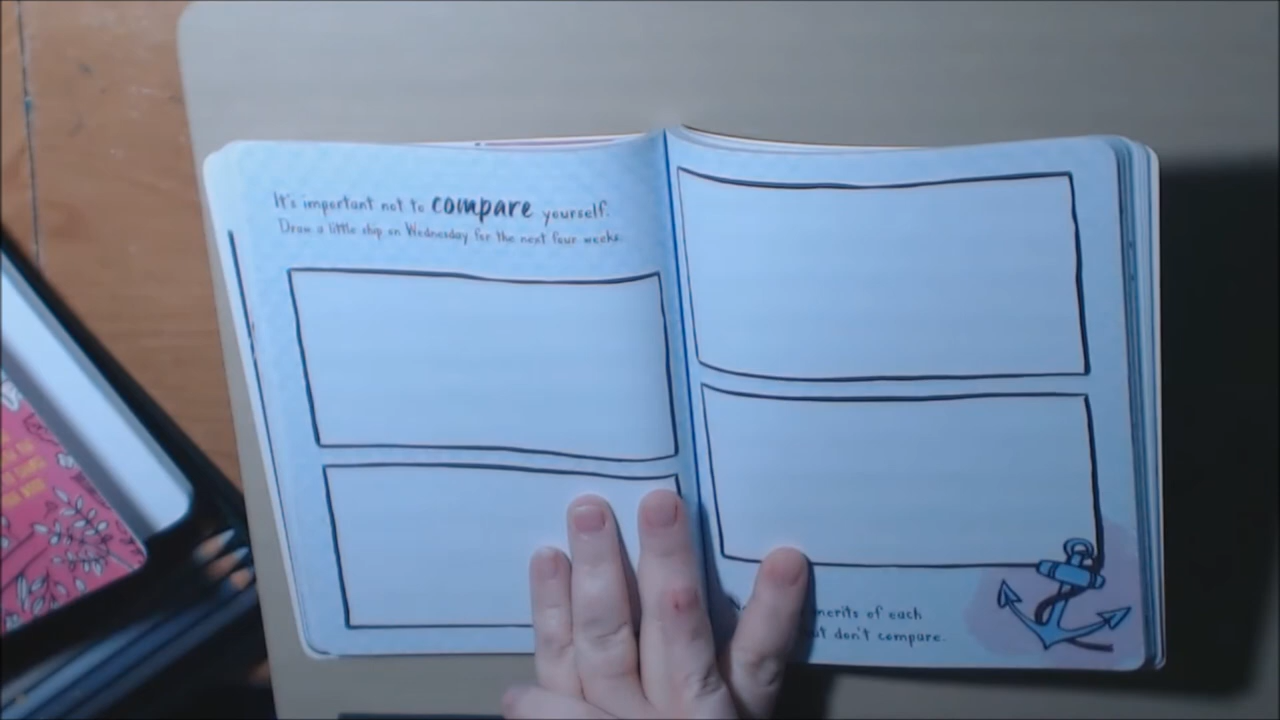 It's important not to compare yourself.
Draw a little ship on Wednesday for the next four weeks.
merits of each
but don't compare.